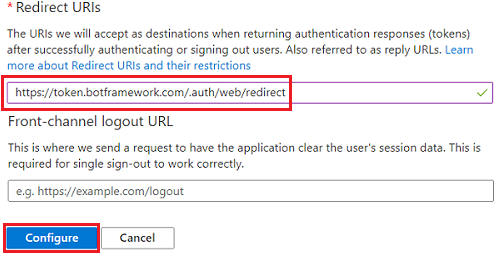 * Redirect URIs
The URIs we will accept as destinations when returning authentication responses (tokens)
after successfully authenticating or signing out users. Also referred to as reply URLs. Learn
more about Redirect URIs and their restrictions
https://token.botframework.com/.auth/web/redirect
Front-channel logout URL
This is where we send a request to have the application clear the user's session data. This is
required for single sign-out to work correctly.
e.g. https://example.com/logout
Configure Cancel